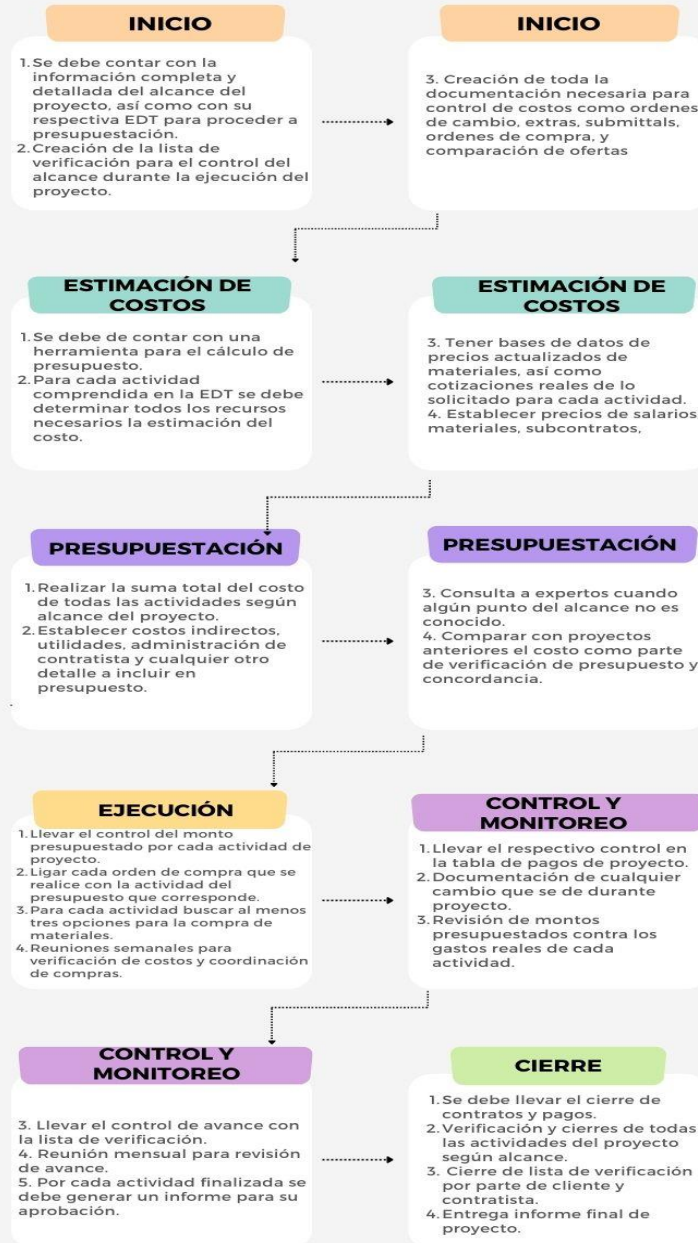 INICIO
1. Se debe contar con la
información completa y
detallada del alcance del
proyecto, así como con su
respectiva EDT para proceder a
presupuestación.
2. Creación de la lista de
verificación para el control del
alcance durante la ejecución del
proyecto.
INICIO
3. Creación de toda la
documentación necesaria para
control de costos como ordenes
de cambio, extras, submittals,
ordenes de compra, y
comparación de ofertas
ESTIMACIÓN DE
COSTOS
1. Se debe de contar con una
herramienta para el cálculo de
presupuesto.
2. Para cada actividad
comprendida en la EDT se debe
determinar todos los recursos
necesarios la estimación del
costo.
ESTIMACIÓN DE
COSTOS
3. Tener bases de datos de
precios actualizados de
materiales, así como
cotizaciones reales de lo
solicitado para cada actividad.
4. Establecer precios de salarios
materiales, subcontratos,
PRESUPUESTACIÓN
1. Realizar la suma total del costo
de todas las actividades según
alcance del proyecto.
2. Establecer costos indirectos,
utilidades, administración de
contratista y cualquier otro
detalle a incluir en
presupuesto.
PRESUPUESTACIÓN
3. Consulta a expertos cuando
algún punto del alcance no es
conocido.
4. Comparar con proyectos
anteriores el costo como parte
de verificación de presupuesto y
concordancia.
EJECUCIÓN
1. Llevar el control del monto
presupuestado por cada actividad de
proyecto.
2. Ligar cada orden de compra que se
realice con la actividad del
presupuesto que corresponde.
3. Para cada actividad buscar al menos
tres opciones para la compra de
materiales.
4. Reuniones semanales para
verificación de costos y coordinación
de compras.
CONTROL Y
MONITOREO
1. Llevar el respectivo control en
la tabla de pagos de proyecto.
2. Documentación de cualquier
cambio que se de durante
proyecto.
3. Revisión de montos
presupuestados contra los
gastos reales de cada
actividad.
CONTROL Y
MONITOREO
3. Llevar el control de avance con
la lista de verificación.
4. Reunión mensual para revisión
de avance.
5. Por cada actividad finalizada se
debe generar un informe para su
aprobación.
CIERRE
1. Se debe llevar el cierre de
contratos y pagos.
2. Verificación y cierres de todas
las actividades del proyecto
según alcance.
3. Cierre de lista de verificación
por parte de cliente y
contratista.
4. Entrega informe final de
proyecto.